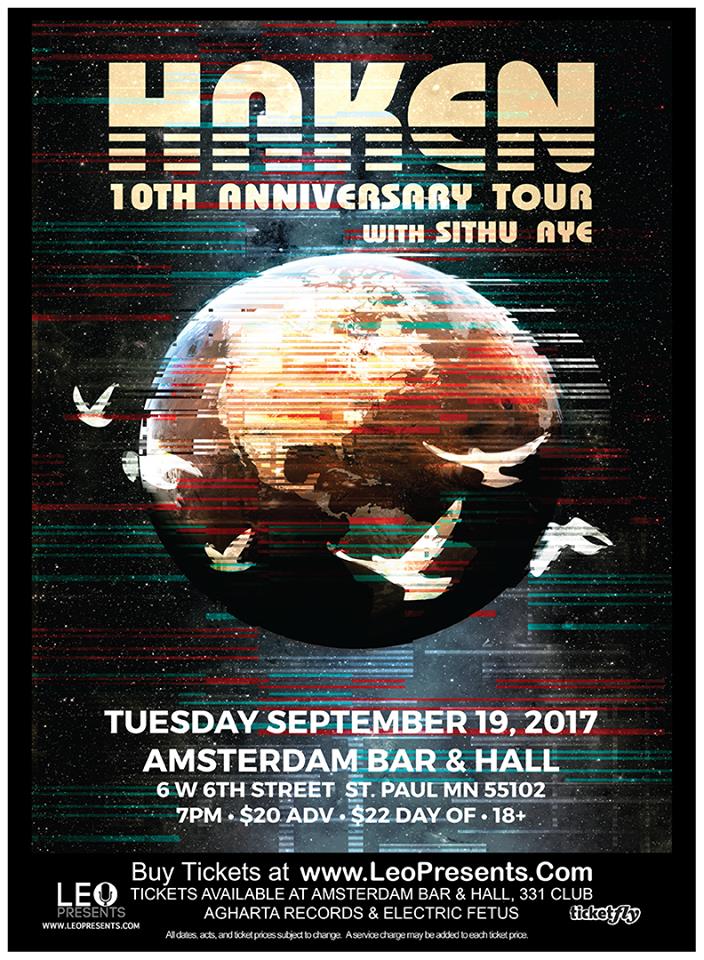 HAKEN
10TH ANNIVERSARY TOUR
WITH SITHU AYE
TUESDAY SEPTEMBER 19, 2017
AMSTERDAM BAR & HALL
6 W 6TH STREET ST. PAUL MN 55102
7PM • $20 ADV • $22 DAY OF • 18+
Buy Tickets at www.LeoPresents.Com
TICKETS AVAILABLE AT AMSTERDAM BAR & HALL, 331 CLUB
AGHARTA RECORDS & ELECTRIC FETUS
LEO
PRESENTS
WWW.LEOPRESENTS.COM
ticketfly
All dates, acts, and ticket prices subject to change. A service charge may be added to each ticket price.